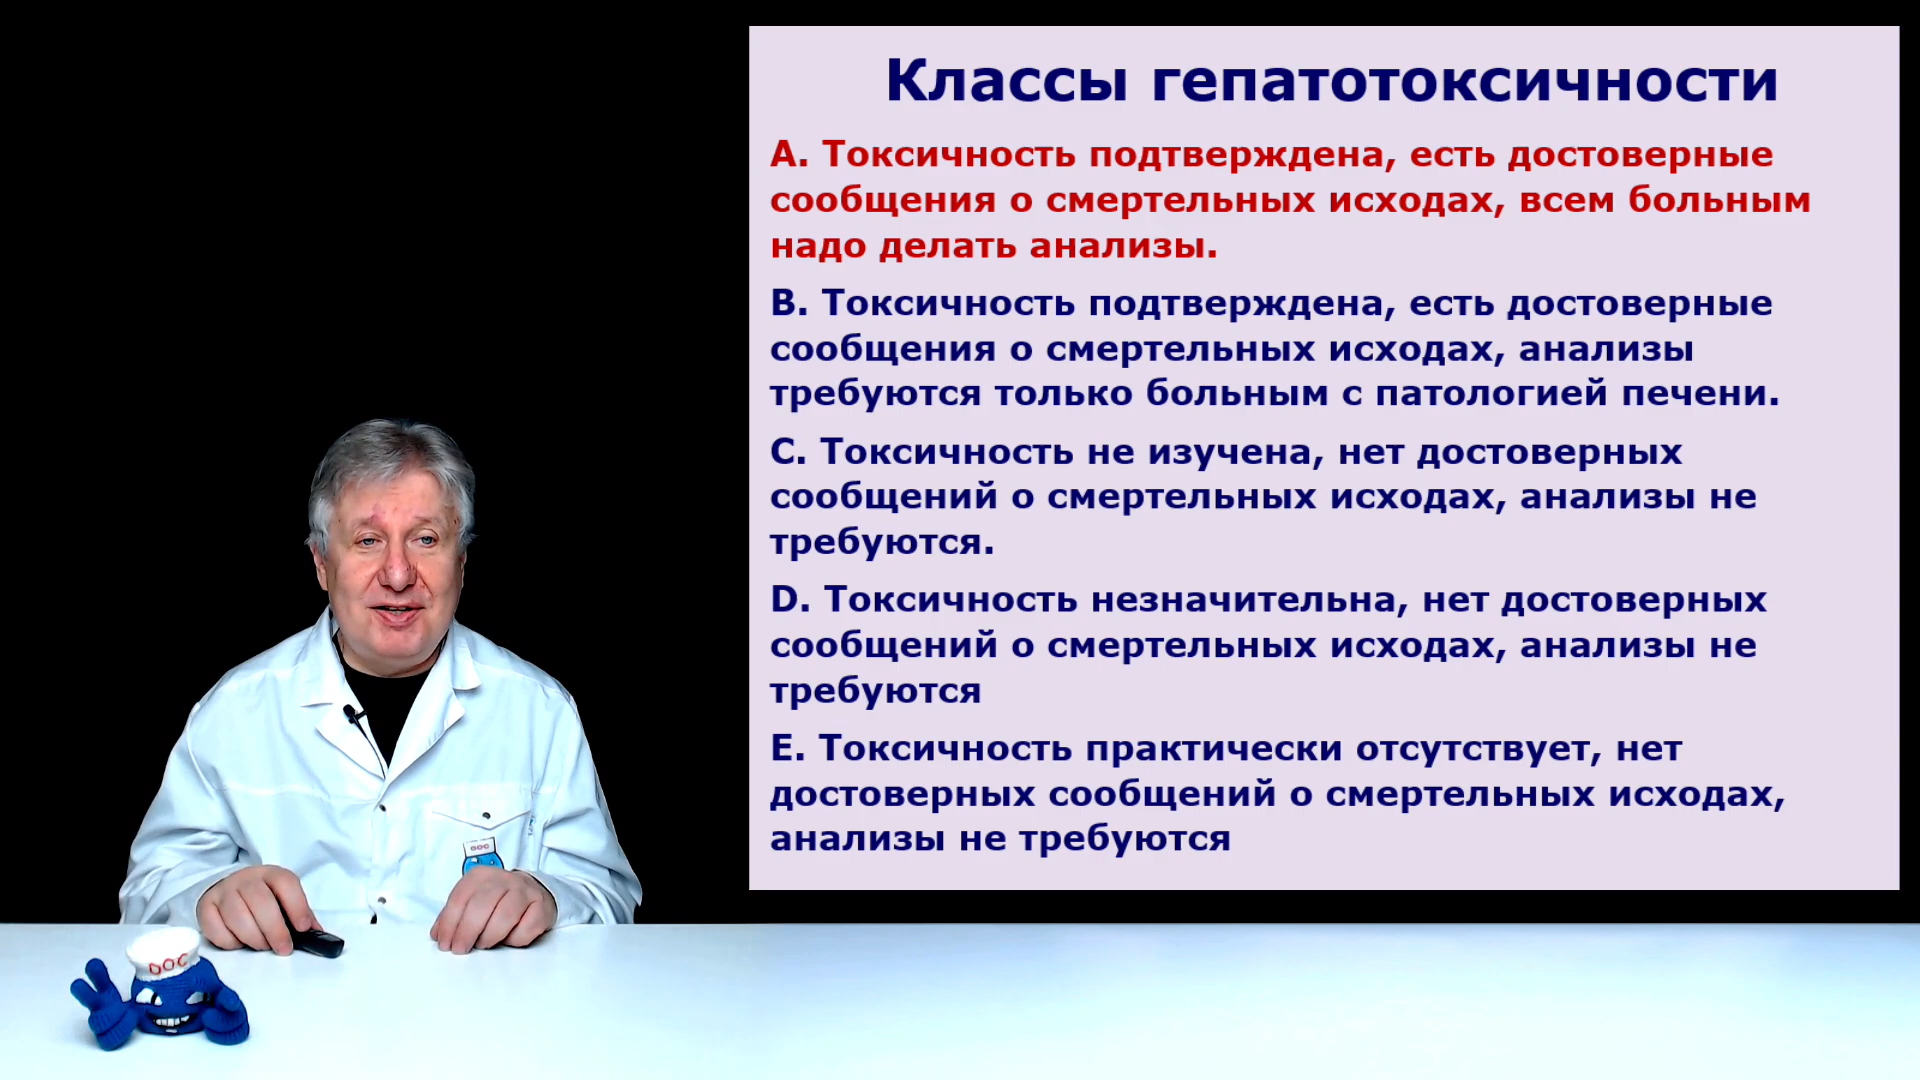 Классы гепатотоксичности
A. Токсичность подтверждена, есть достоверные
сообщения о смертельных исходах, всем больным
надо делать анализы.
B. Токсичность подтверждена, есть достоверные
сообщения о смертельных исходах, анализы
требуются только больным с патологией печени.
C. Токсичность не изучена, нет достоверных
сообщений о смертельных исходах, анализы не
требуются.
D. Токсичность незначительна, нет достоверных
сообщений о смертельных исходах, анализы не
требуются
E. Токсичность практически отсутствует, нет
достоверных сообщений о смертельных исходах,
анализы не требуются
DOC
DOC